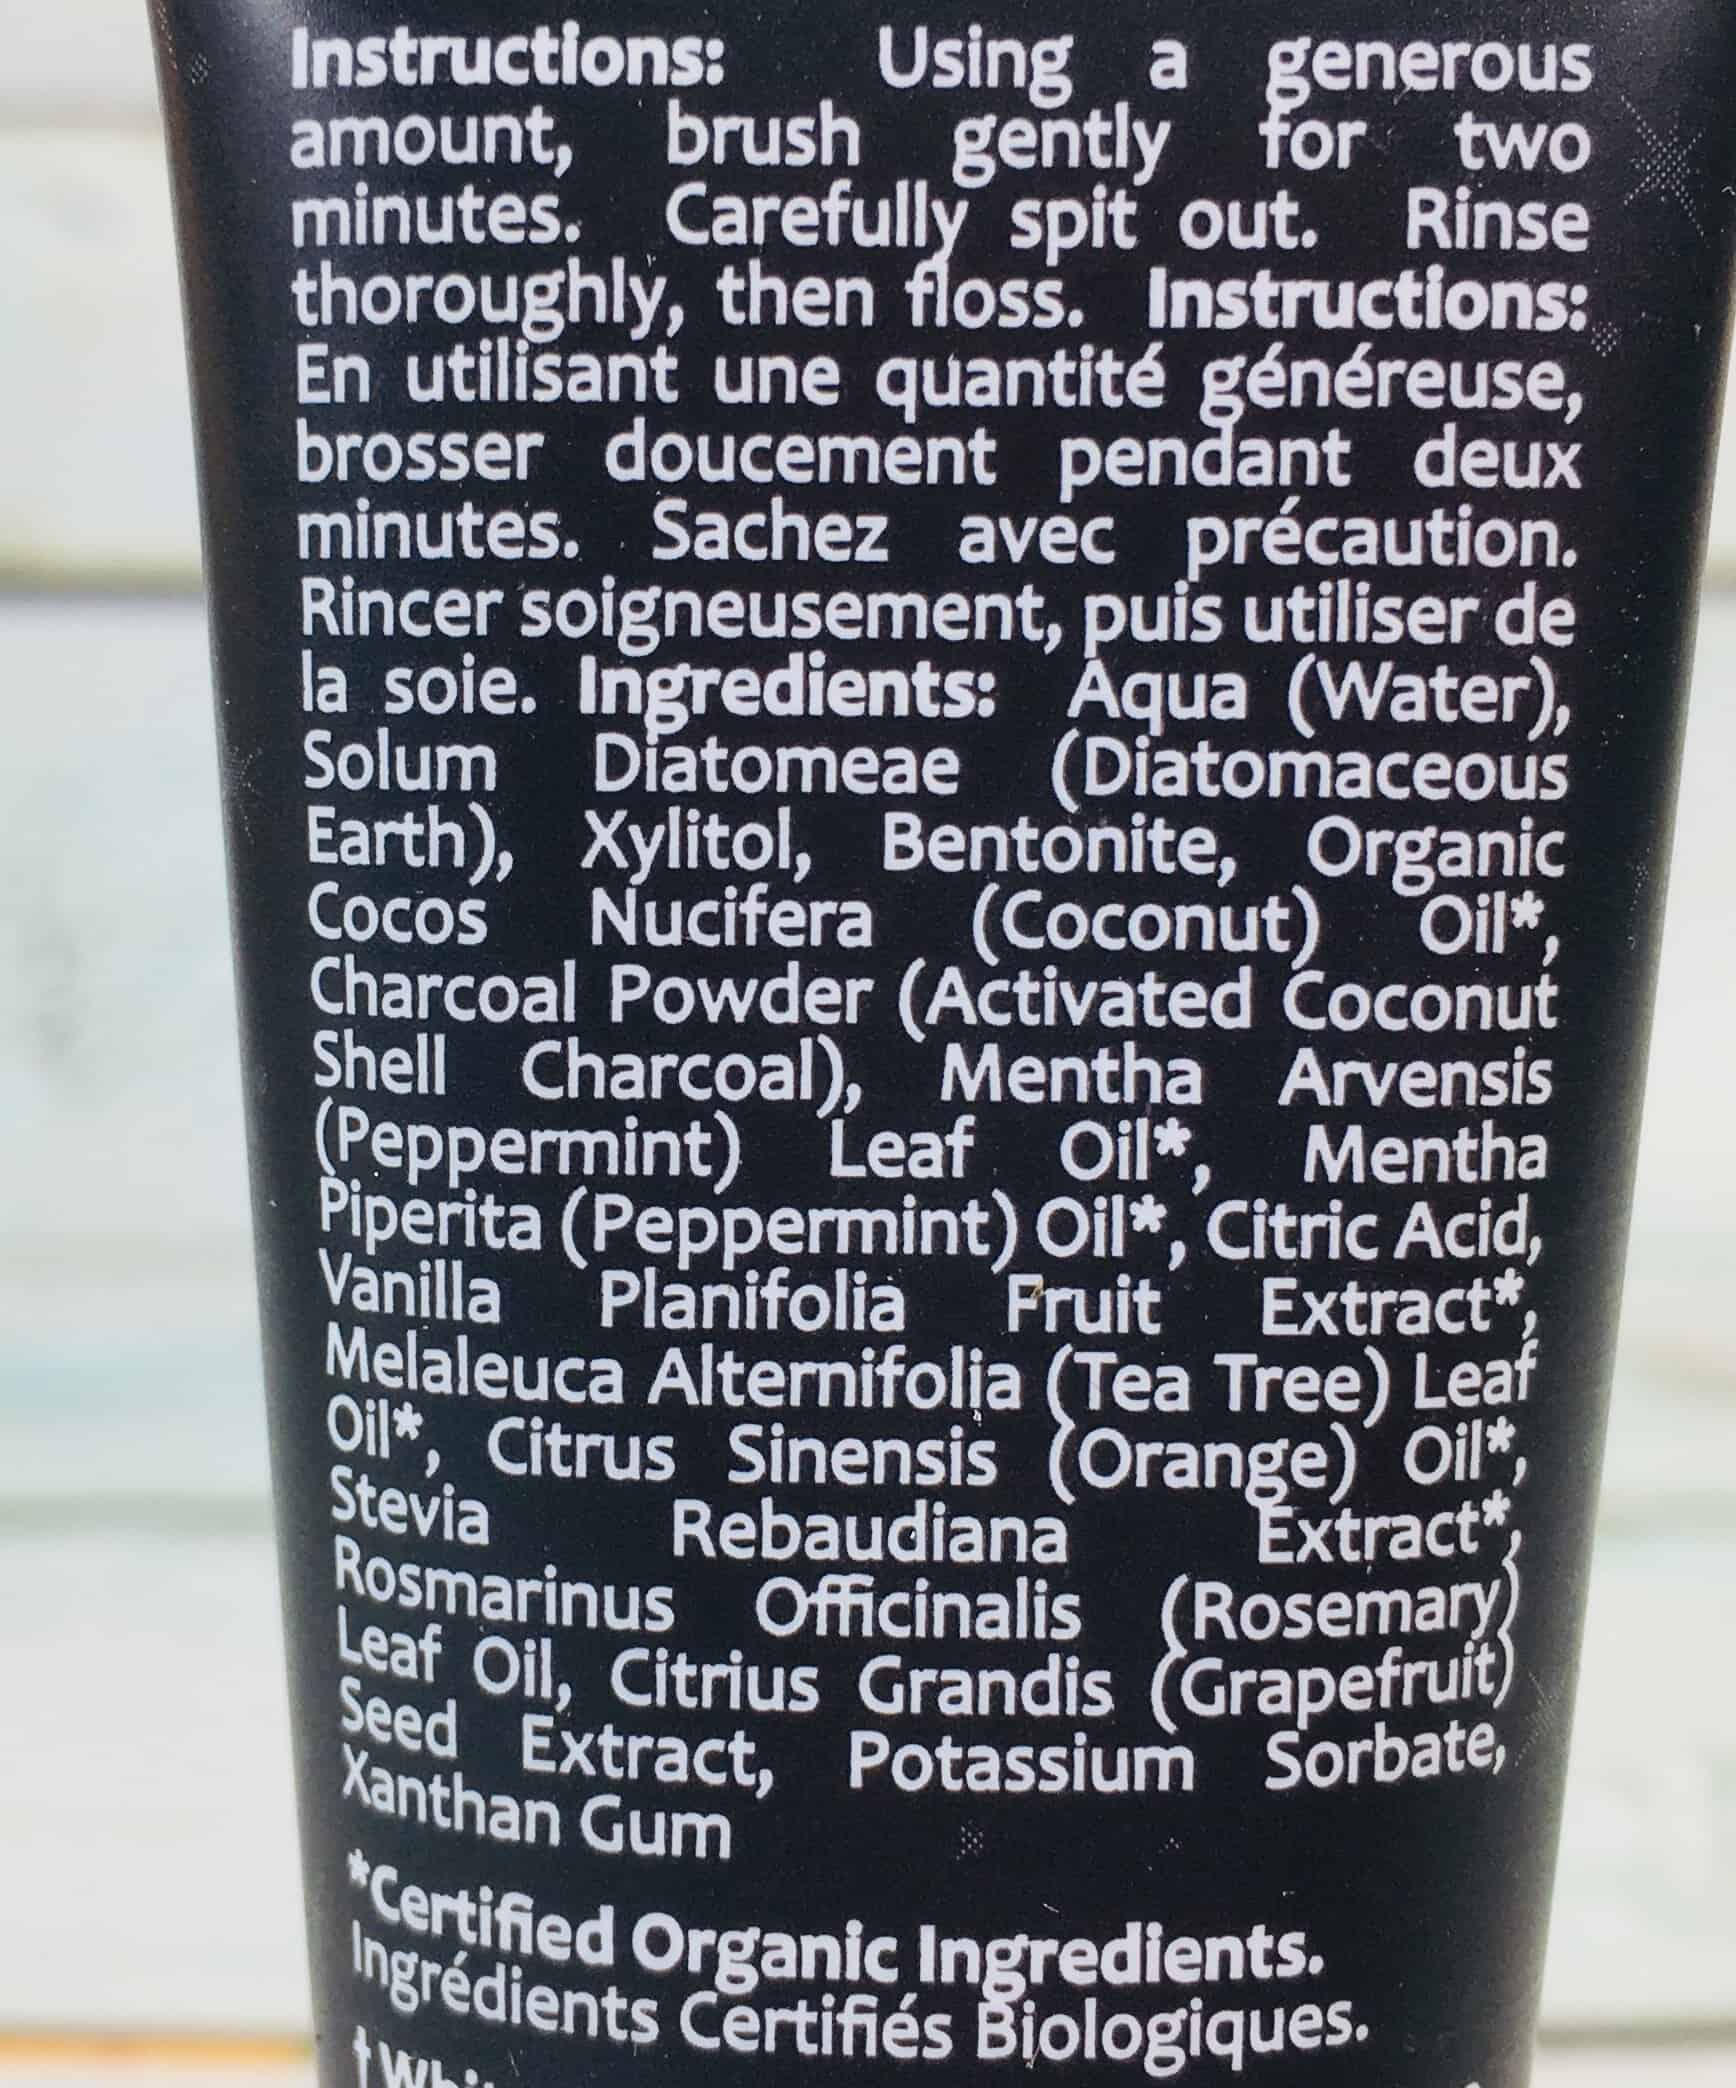 Instructions: Using a generous
amount, brush gently for two
minutes. Carefully spit out. Rinse
thoroughly, then floss. Instructions:
En utilisant une quantité généreuse,
brosser doucement pendant deux
minutes. Sachez avec précaution.
Rincer soigneusement, puis utiliser de
la soie. Ingredients: Aqua (Water),
Solum Diatomeae (Diatomaceous
Earth), Xylitol, Bentonite, Organic
Cocos Nucifera (Coconut) Oil*,
Charcoal Powder (Activated Coconut
Shell Charcoal), Mentha Arvensis
(Peppermint) Leaf Oil*, Mentha
Piperita (Peppermint) Oil*, Citric Acid,
Vanilla Planifolia Fruit Extract*,
Melaleuca Alternifolia (Tea Tree) Leaf
Oil*, Citrus Sinensis (Orange) Oil*,
Stevia Rebaudiana Extract*,
Rosmarinus Officinalis (Rosemary)
Leaf Oil, Citrius Grandis (Grapefruit)
Seed Extract, Potassium Sorbate,
Xanthan Gum
*Certified Organic Ingredients.
Ingrédients Certifiés Biologiques.